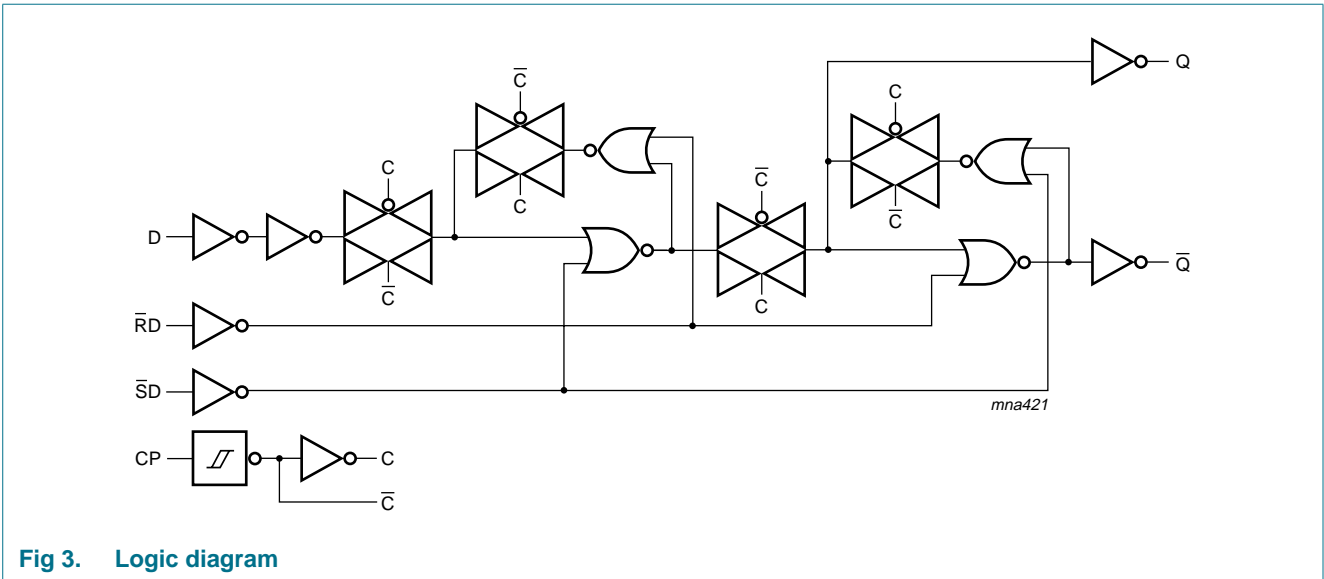 Q
C̅
C
C
C̅
D
C
C̅
C̅
C
Q̅
R̅D
S̅D
mna421
CP
C
C̅
Fig 3. Logic diagram